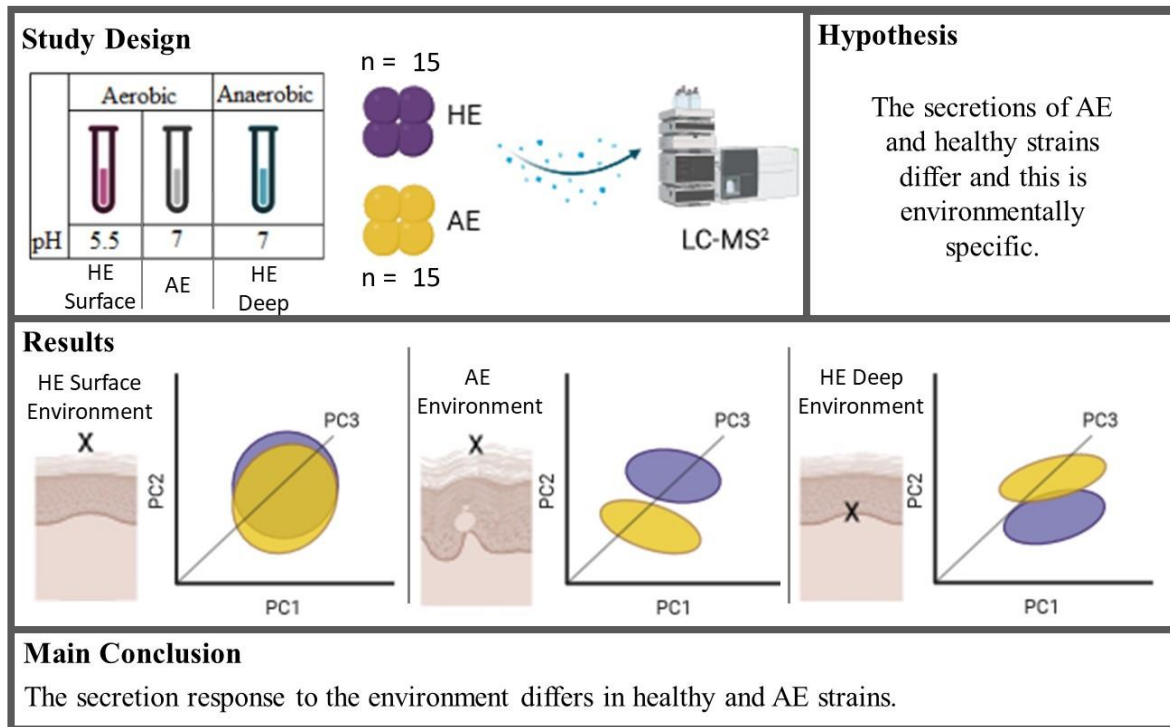 Study Design
Aerobic Anaerobic
pH 5.5 7 7
HE Surface AE HE Deep
n = 15
HE
AE
n = 15
LC-MS²
Hypothesis
The secretions of AE
and healthy strains
differ and this is
environmentally
specific.
Results
HE Surface
Environment
X
PC3
PC2
PC1
AE
Environment
X
PC3
PC2
PC1
HE Deep
Environment
X
PC3
PC2
PC1
Main Conclusion
The secretion response to the environment differs in healthy and AE strains.